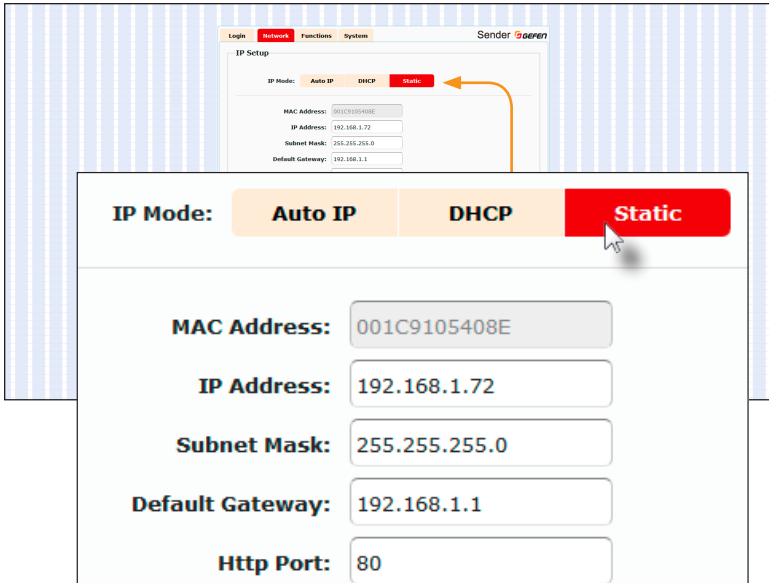 Login Network Functions System Sender GEFEN
IP Setup
IP Mode: Auto IP DHCP Static
MAC Address: 001C9105408E
IP Address: 192.168.1.72
Subnet Mask: 255.255.255.0
Default Gateway: 192.168.1.1
IP Mode: Auto IP DHCP Static
MAC Address: 001C9105408E
IP Address: 192.168.1.72
Subnet Mask: 255.255.255.0
Default Gateway: 192.168.1.1
Http Port: 80